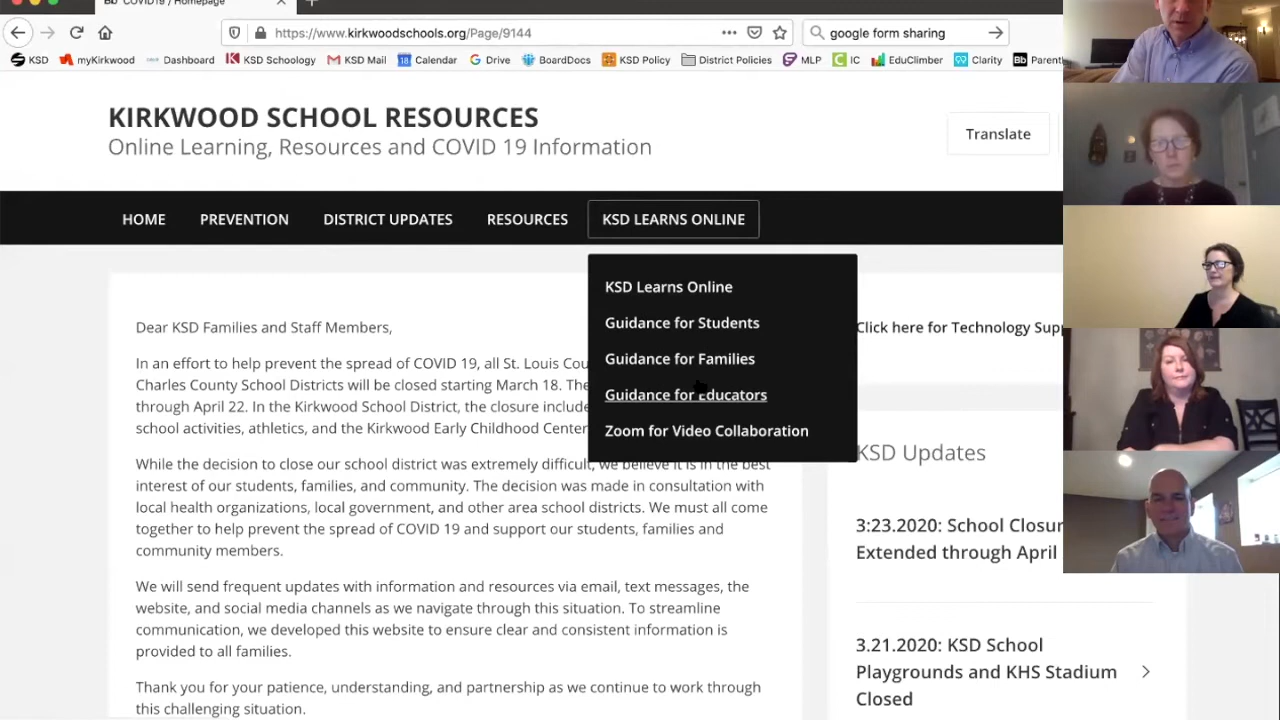 COVID19 / Homepage
https://www.kirkwoodschools.org/Page/9144
google form sharing
KSD
myKirkwood
Dashboard
KSD Schoology
KSD Mail
Calendar
Drive
BoardDocs
KSD Policy
District Policies
MLP
IC
EduClimber
Clarity
Parent
KIRKWOOD SCHOOL RESOURCES
Online Learning, Resources and COVID 19 Information
Translate
HOME
PREVENTION
DISTRICT UPDATES
RESOURCES
KSD LEARNS ONLINE
KSD Learns Online
Guidance for Students
Guidance for Families
Guidance for Educators
Zoom for Video Collaboration
Dear KSD Families and Staff Members,
In an effort to help prevent the spread of COVID 19, all St. Louis Cou
Charles County School Districts will be closed starting March 18. The
through April 22. In the Kirkwood School District, the closure include
school activities, athletics, and the Kirkwood Early Childhood Center
While the decision to close our school district was extremely difficult, we believe it is in the best
interest of our students, families, and community. The decision was made in consultation with
local health organizations, local government, and other area school districts. We must all come
together to help prevent the spread of COVID 19 and support our students, families and
community members.
We will send frequent updates with information and resources via email, text messages, the
website, and social media channels as we navigate through this situation. To streamline
communication, we developed this website to ensure clear and consistent information is
provided to all families.
Thank you for your patience, understanding, and partnership as we continue to work through
this challenging situation.
Click here for Technology Supp
KSD Updates
3.23.2020: School Closur
Extended through April
3.21.2020: KSD School
Playgrounds and KHS Stadium
Closed